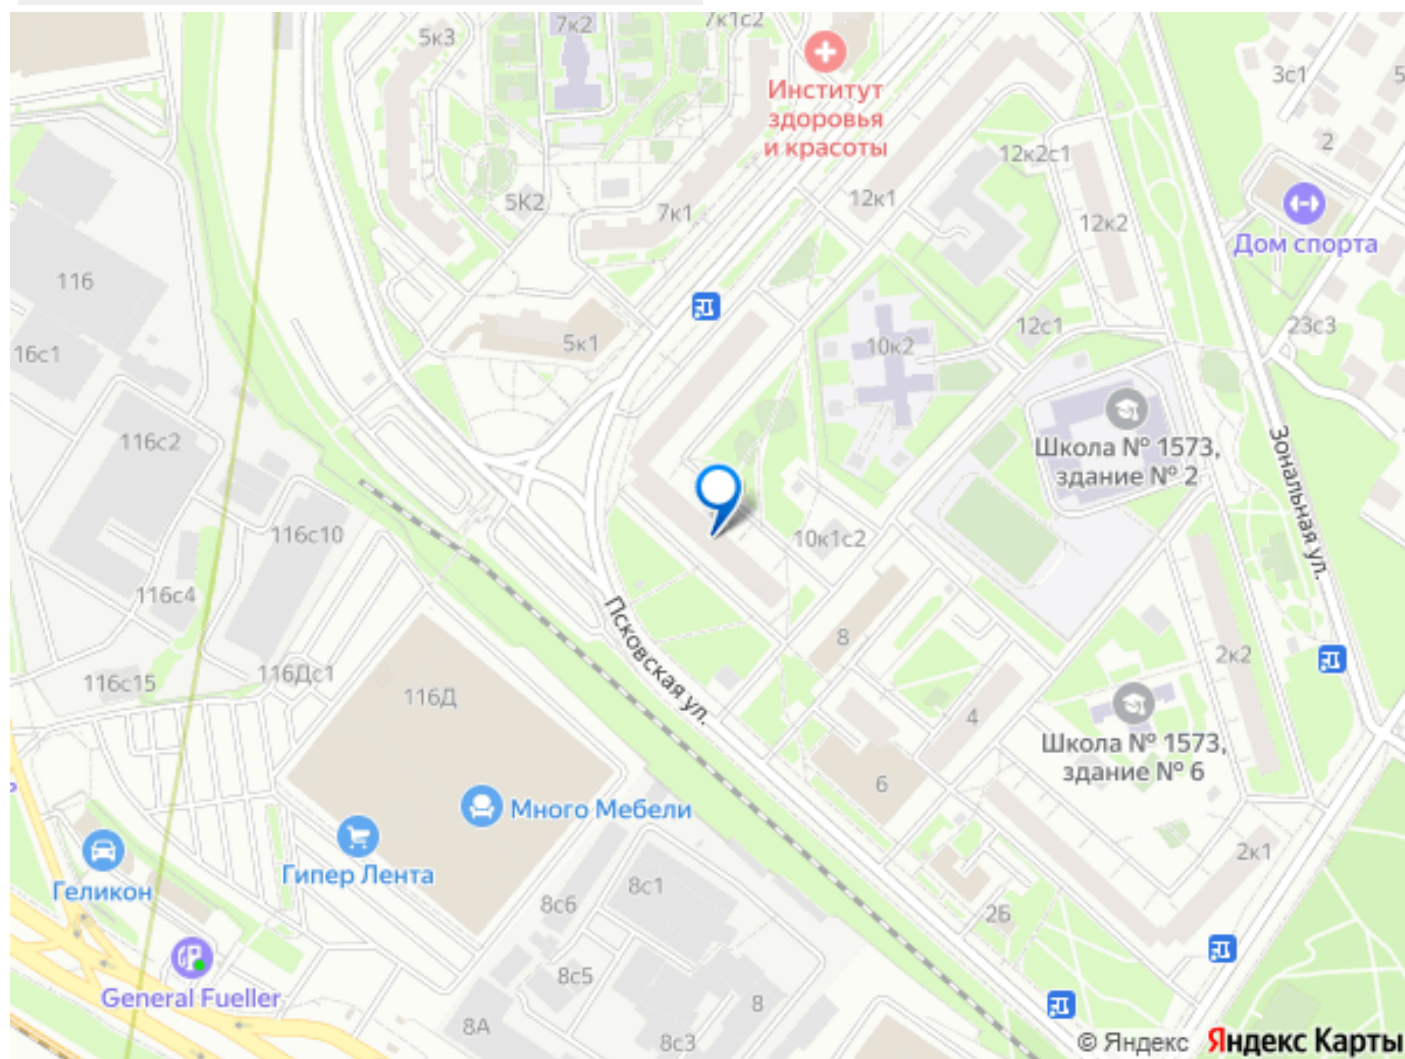 5к3
7к2
7к1с2
Институт
здоровья
и красоты
3с1
5
2
12к2с1
5К2
7к1
12к1
12к2
Дом спорта
116
16с1
5к1
10к2
12с1
23с3
116с2
Школа № 1573,
здание № 2
Зональная ул.
116с10
10к1с2
116с4
Псковская ул.
8
2к2
116с15
116Дс1
116Д
4
Школа № 1573,
здание № 6
6
Много Мебели
Гипер Лента
Геликон
8с1
8с6
2к1
2Б
General Fueller
8с5
8
8А
8с3
© Яндекс Яндекс Карты